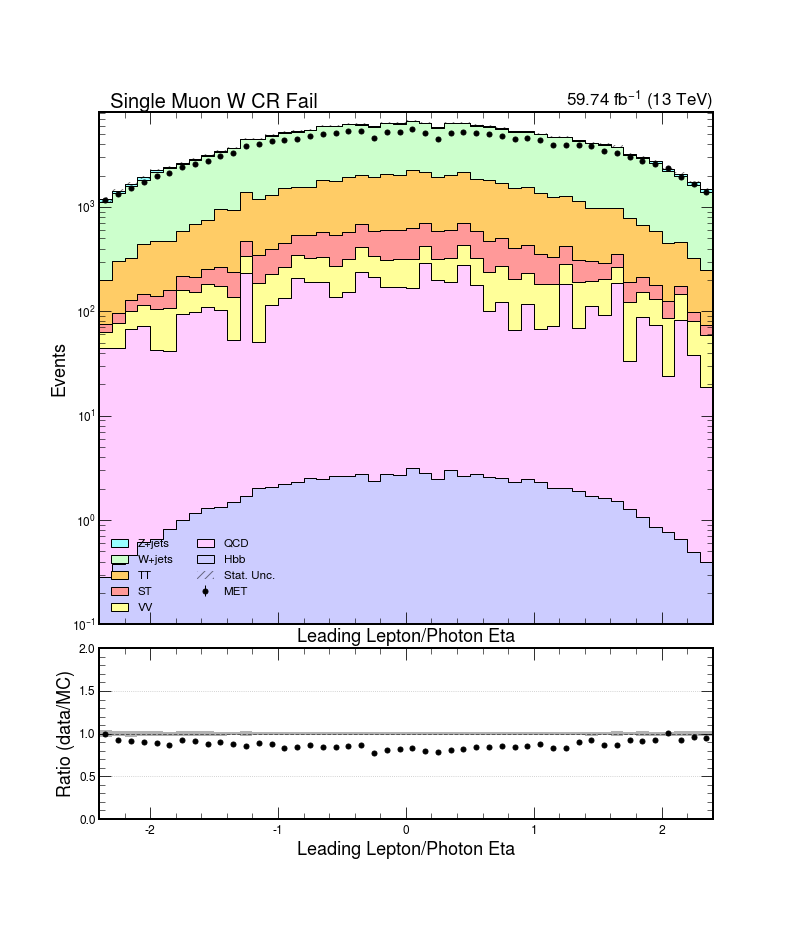 Single Muon W CR Fail 59.74 fb⁻¹ (13 TeV)
Events
10³
10²
10¹
10⁰
10⁻¹
Z+jets QCD
W+jets Hbb
TT Stat. Unc.
ST MET
VV
Leading Lepton/Photon Eta
Ratio (data/MC)
2.0
1.5
1.0
0.5
0.0
-2 -1 0 1 2
Leading Lepton/Photon Eta